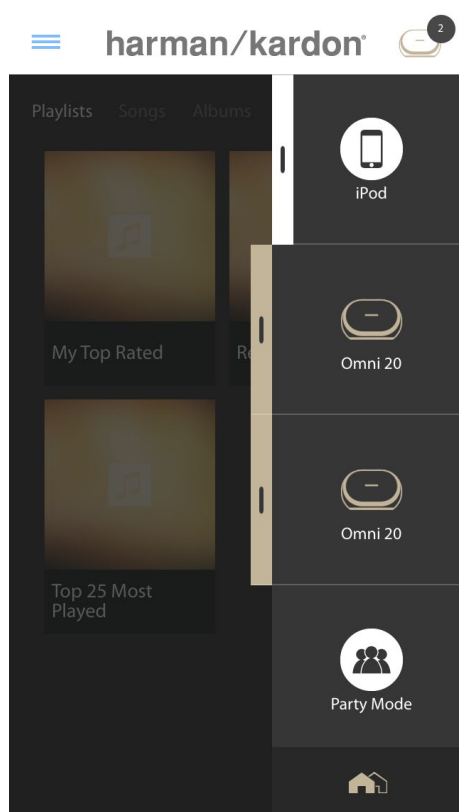 harman/kardon®
2
Playlists Songs Albums
iPod
My Top Rated
Re
Omni 20
Omni 20
Top 25 Most
Played
Party Mode